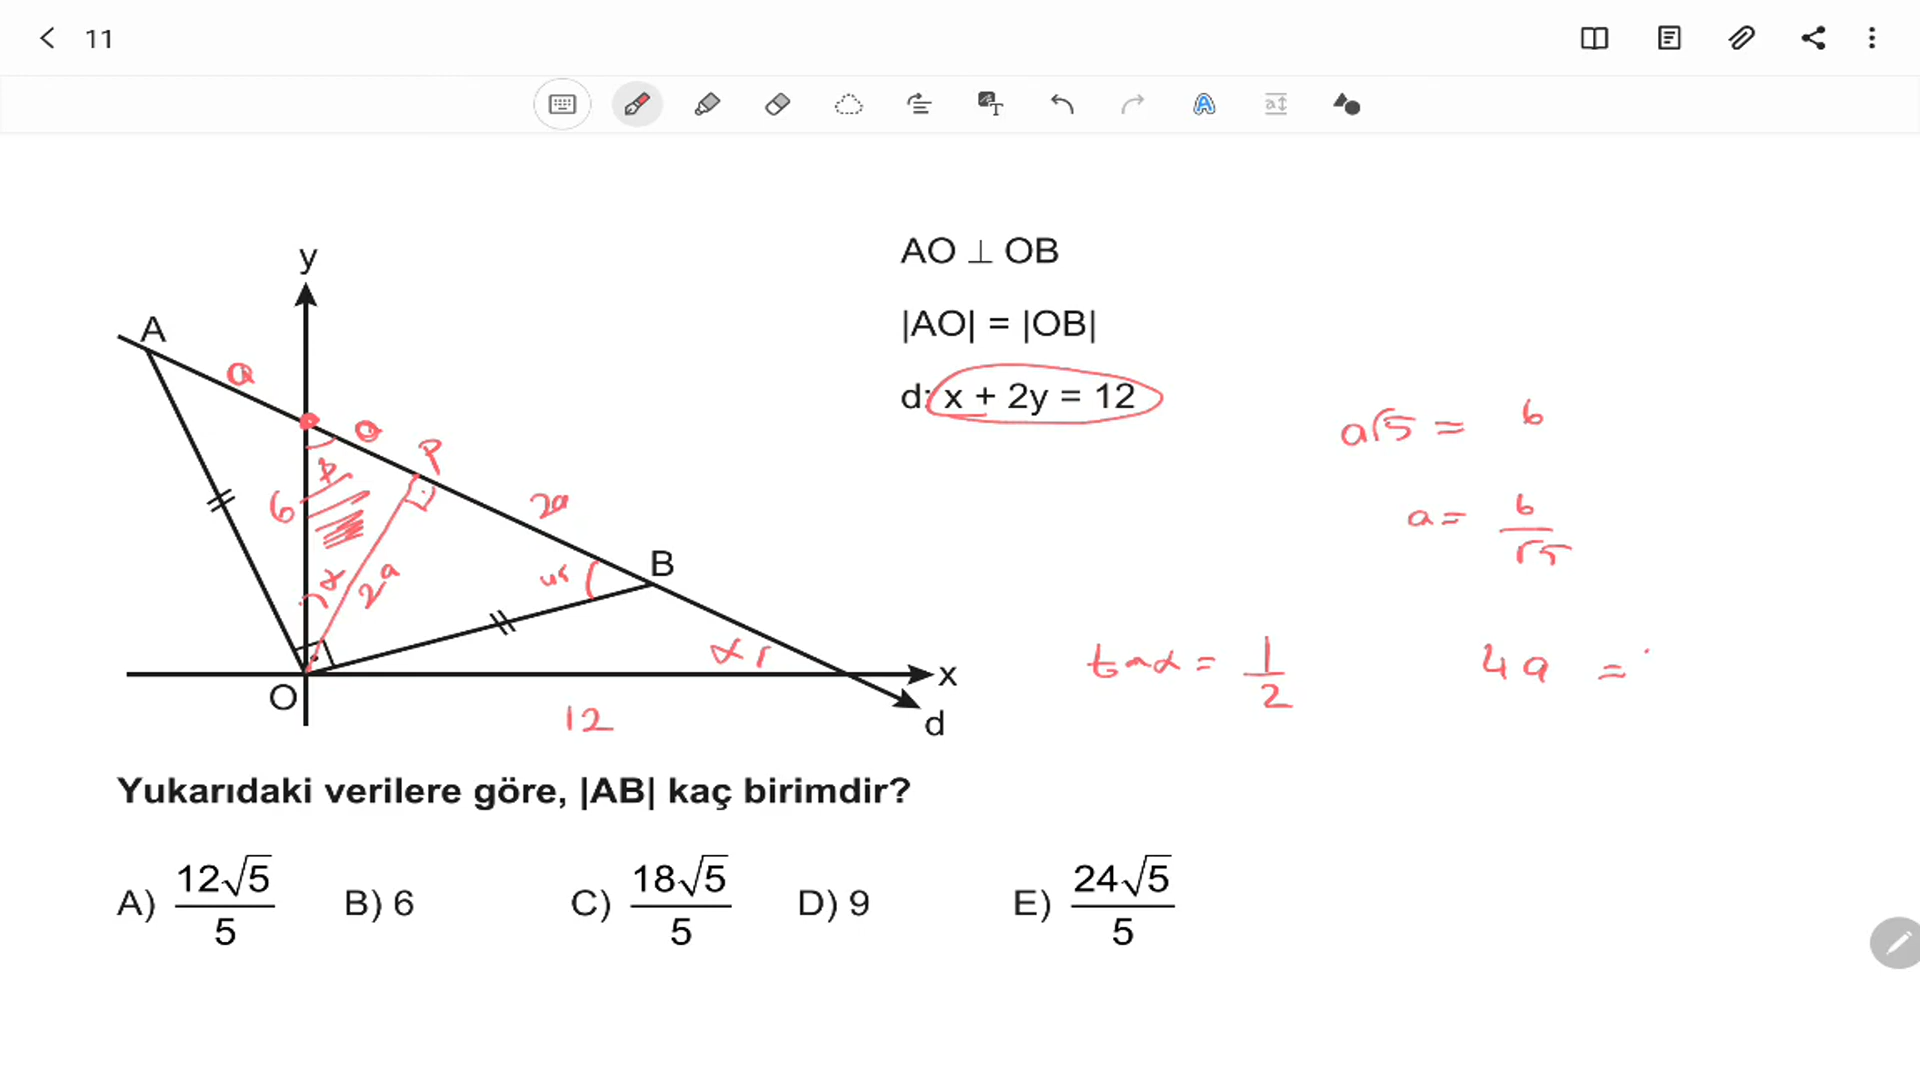 11
AO ⊥ OB
|AO| = |OB|
d: x + 2y = 12
y
A
a
a
P
β
6
2a
α
2a
45
B
α
O
12
x
d
a√5 = 6
a = 6/√5
tanα = 1/2
4a =
Yukarıdaki verilere göre, |AB| kaç birimdir?
A) 12√5/5 B) 6 C) 18√5/5 D) 9 E) 24√5/5